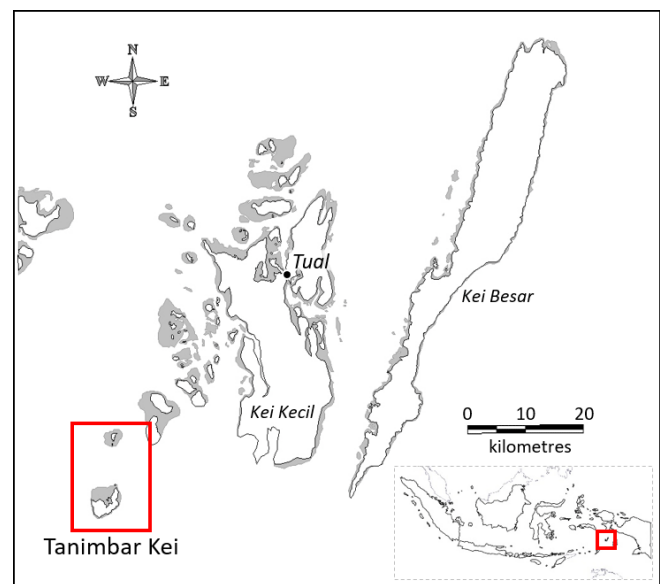 N
W E
S
Tual
Kei Besar
Kei Kecil
0 10 20
kilometres
Tanimbar Kei